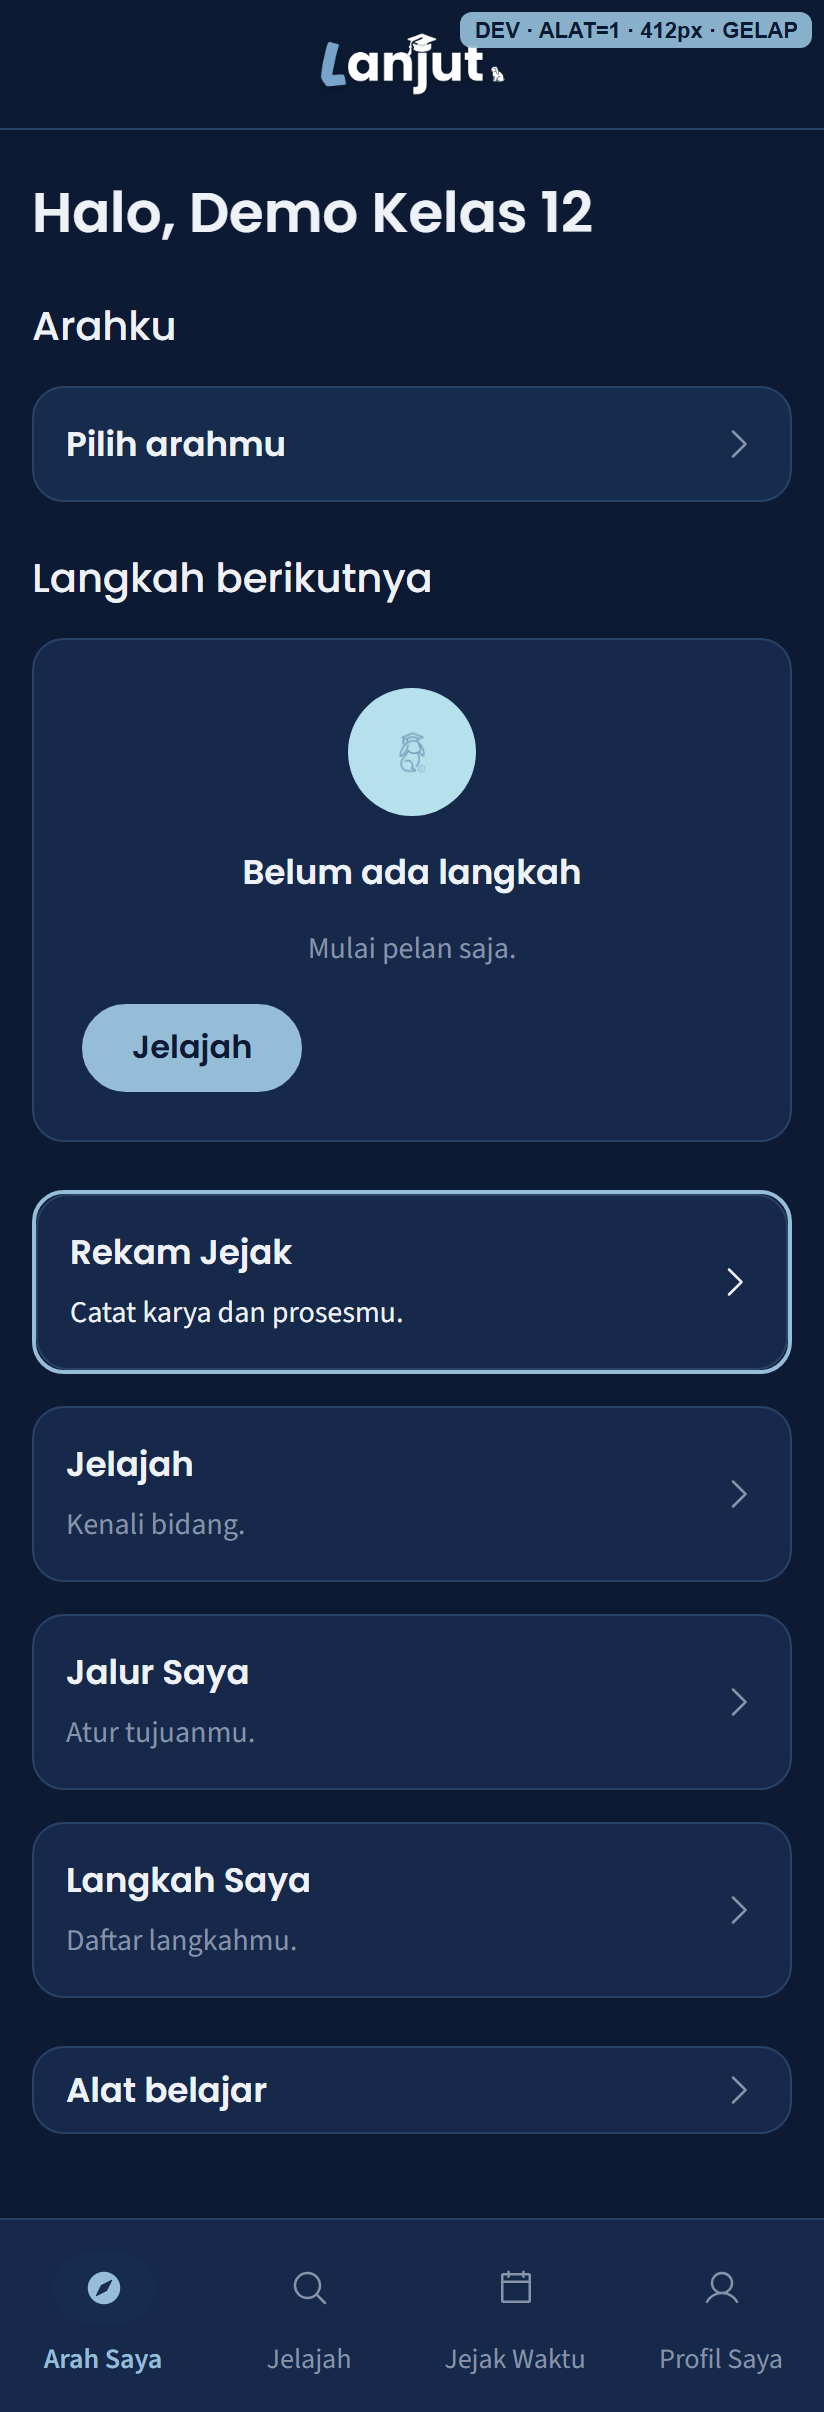 DEV · ALAT=1 · 412px · GELAP
Lanjut
Halo, Demo Kelas 12
Arahku
Pilih arahmu
Langkah berikutnya
Belum ada langkah
Mulai pelan saja.
Jelajah
Rekam Jejak
Catat karya dan prosesmu.
Jelajah
Kenali bidang.
Jalur Saya
Atur tujuanmu.
Langkah Saya
Daftar langkahmu.
Alat belajar
Arah Saya
Jelajah
Jejak Waktu
Profil Saya